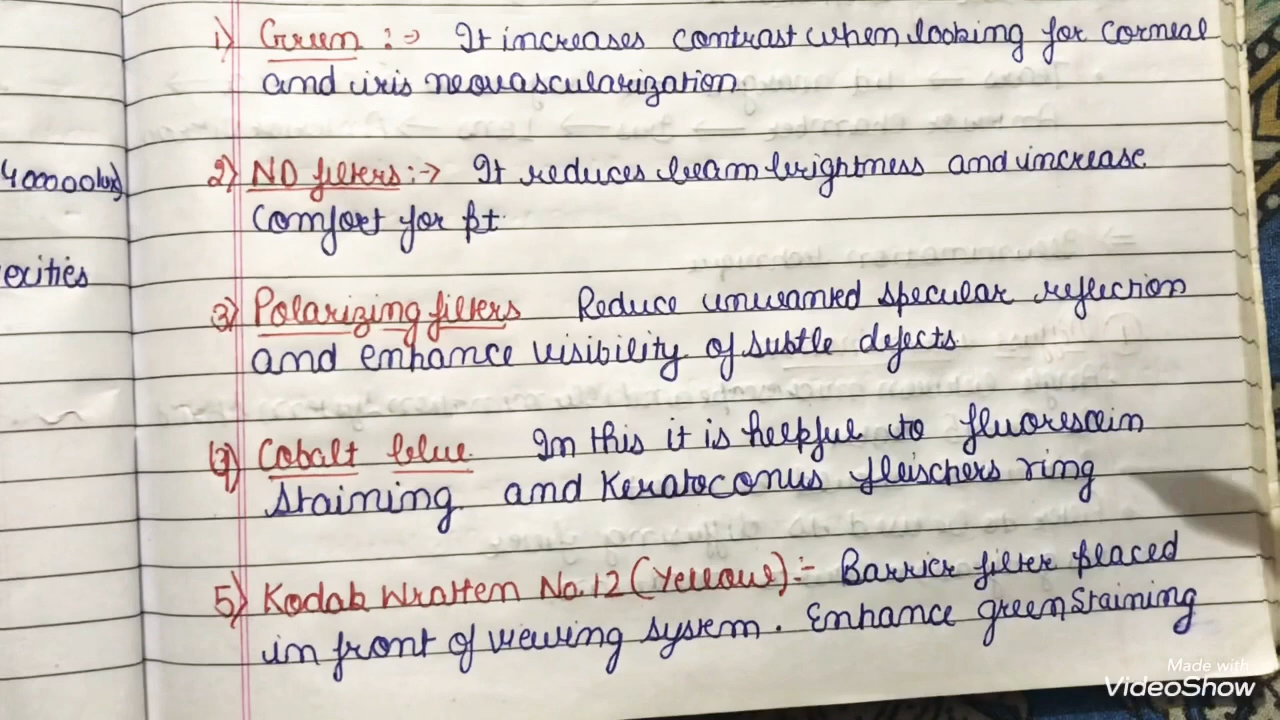 1) Green :→ It increases contrast when looking for corneal
and iris neovascularization.
400000lux)
2) ND filters :→ It reduces beam brightness and increase
comfort for pt.
exities
3) Polarizing filters Reduce unwanted specular reflection
and enhance visibility of subtle defects.
4) Cobalt blue In this it is helpful to fluorescein
staining and Keratoconus fleischers ring
5) Kodak Wratten No.12 (Yellow) :- Barrier filter placed
in front of viewing system. Enhance green staining
Made with
VideoShow